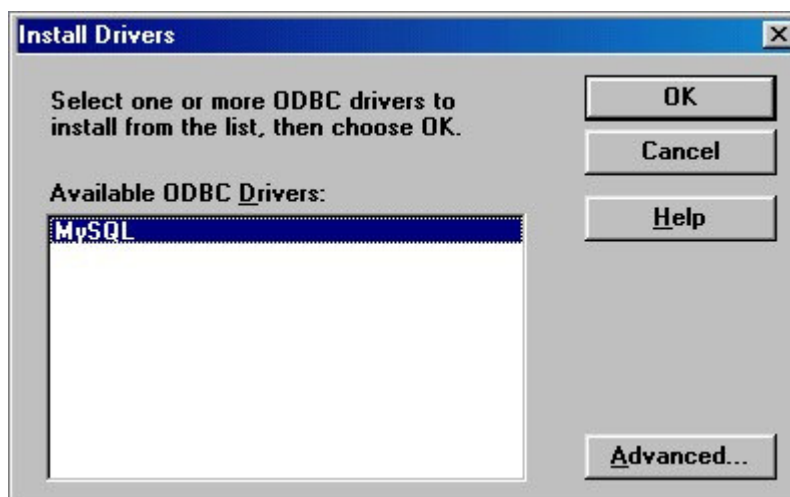 Install Drivers
Select one or more ODBC drivers to
install from the list, then choose OK.
Available ODBC Drivers:
MySQL
OK
Cancel
Help
Advanced...